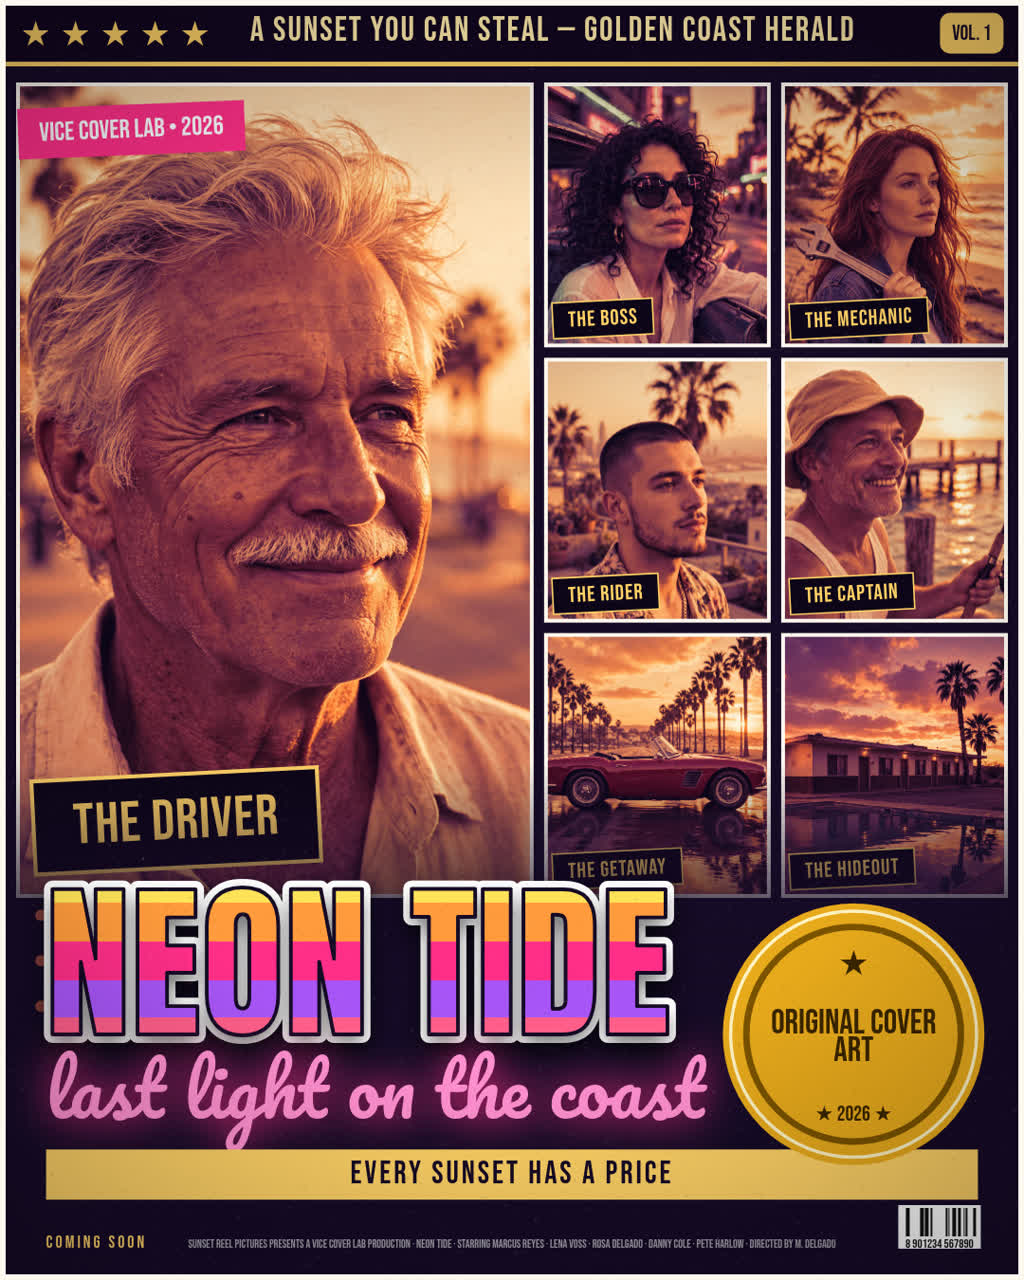 ★ ★ ★ ★ ★ A SUNSET YOU CAN STEAL — GOLDEN COAST HERALD VOL. 1
VICE COVER LAB • 2026
THE BOSS
THE MECHANIC
THE RIDER
THE CAPTAIN
THE DRIVER
THE GETAWAY
THE HIDEOUT
NEON TIDE
last light on the coast
★
ORIGINAL COVER
ART
★ 2026 ★
EVERY SUNSET HAS A PRICE
COMING SOON
SUNSET REEL PICTURES PRESENTS A VICE COVER LAB PRODUCTION · NEON TIDE · STARRING MARCUS REYES · LENA VOSS · ROSA DELGADO · DANNY COLE · PETE HARLOW · DIRECTED BY M. DELGADO
8 901234 567890